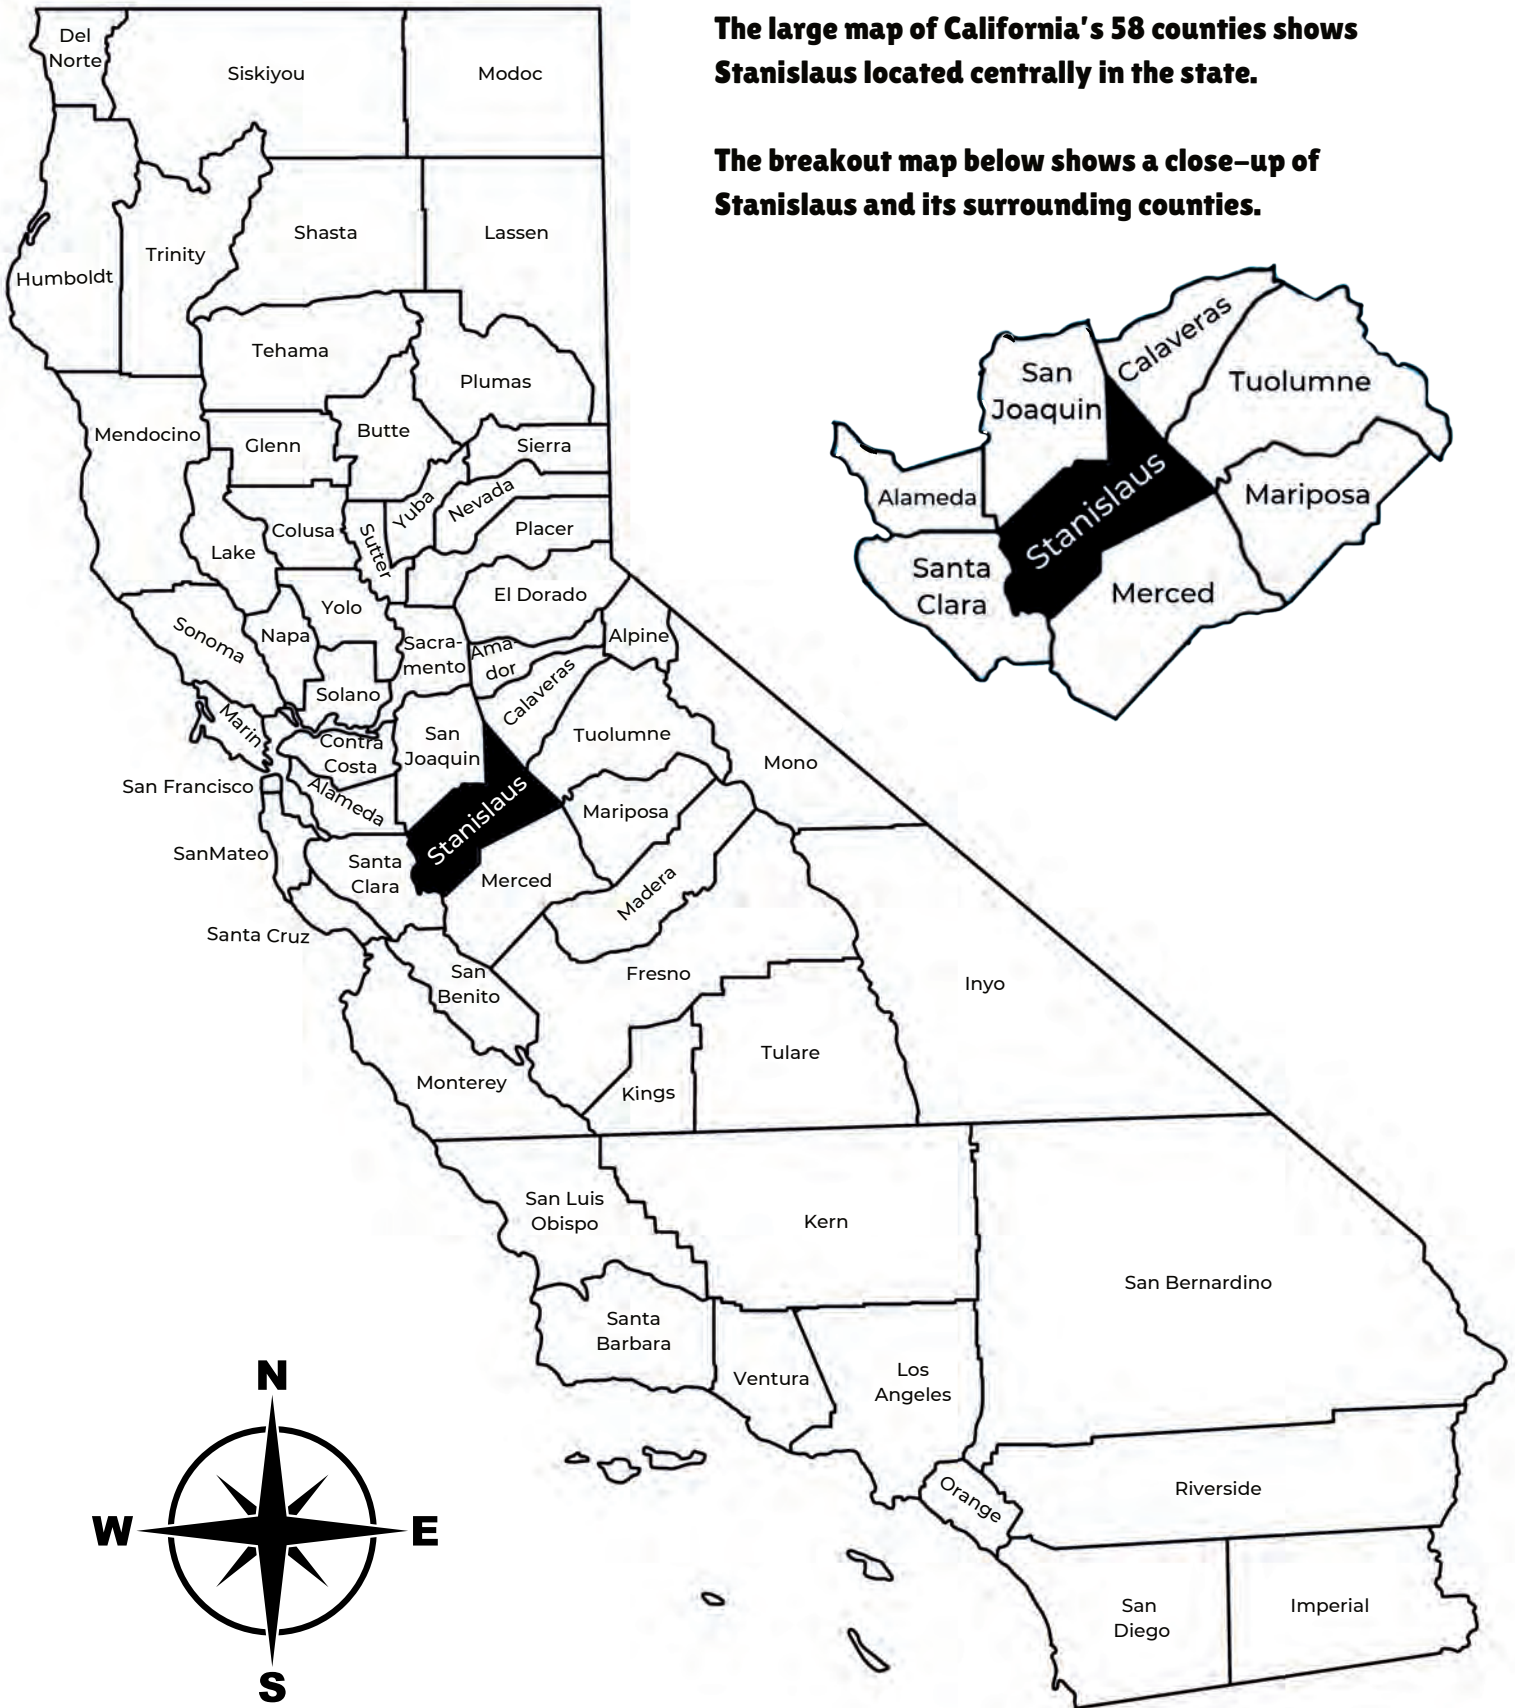 The large map of California's 58 counties shows
Stanislaus located centrally in the state.
The breakout map below shows a close-up of
Stanislaus and its surrounding counties.
Del
Norte
Siskiyou
Modoc
Humboldt
Trinity
Shasta
Lassen
Tehama
Plumas
Mendocino
Glenn
Butte
Sierra
Lake
Colusa
Sutter
Yuba
Nevada
Placer
El Dorado
Sonoma
Napa
Yolo
Sacra-
mento
Ama-
dor
Alpine
Solano
Calaveras
Marin
Contra
Costa
San
Joaquin
Tuolumne
Mono
San Francisco
Alameda
Stanislaus
Mariposa
SanMateo
Santa
Clara
Merced
Madera
Santa Cruz
San
Benito
Fresno
Inyo
Monterey
Kings
Tulare
San Luis
Obispo
Kern
San Bernardino
Santa
Barbara
Ventura
Los
Angeles
Orange
Riverside
San
Diego
Imperial
Calaveras
San
Joaquin
Tuolumne
Alameda
Stanislaus
Mariposa
Santa
Clara
Merced
N
W
E
S